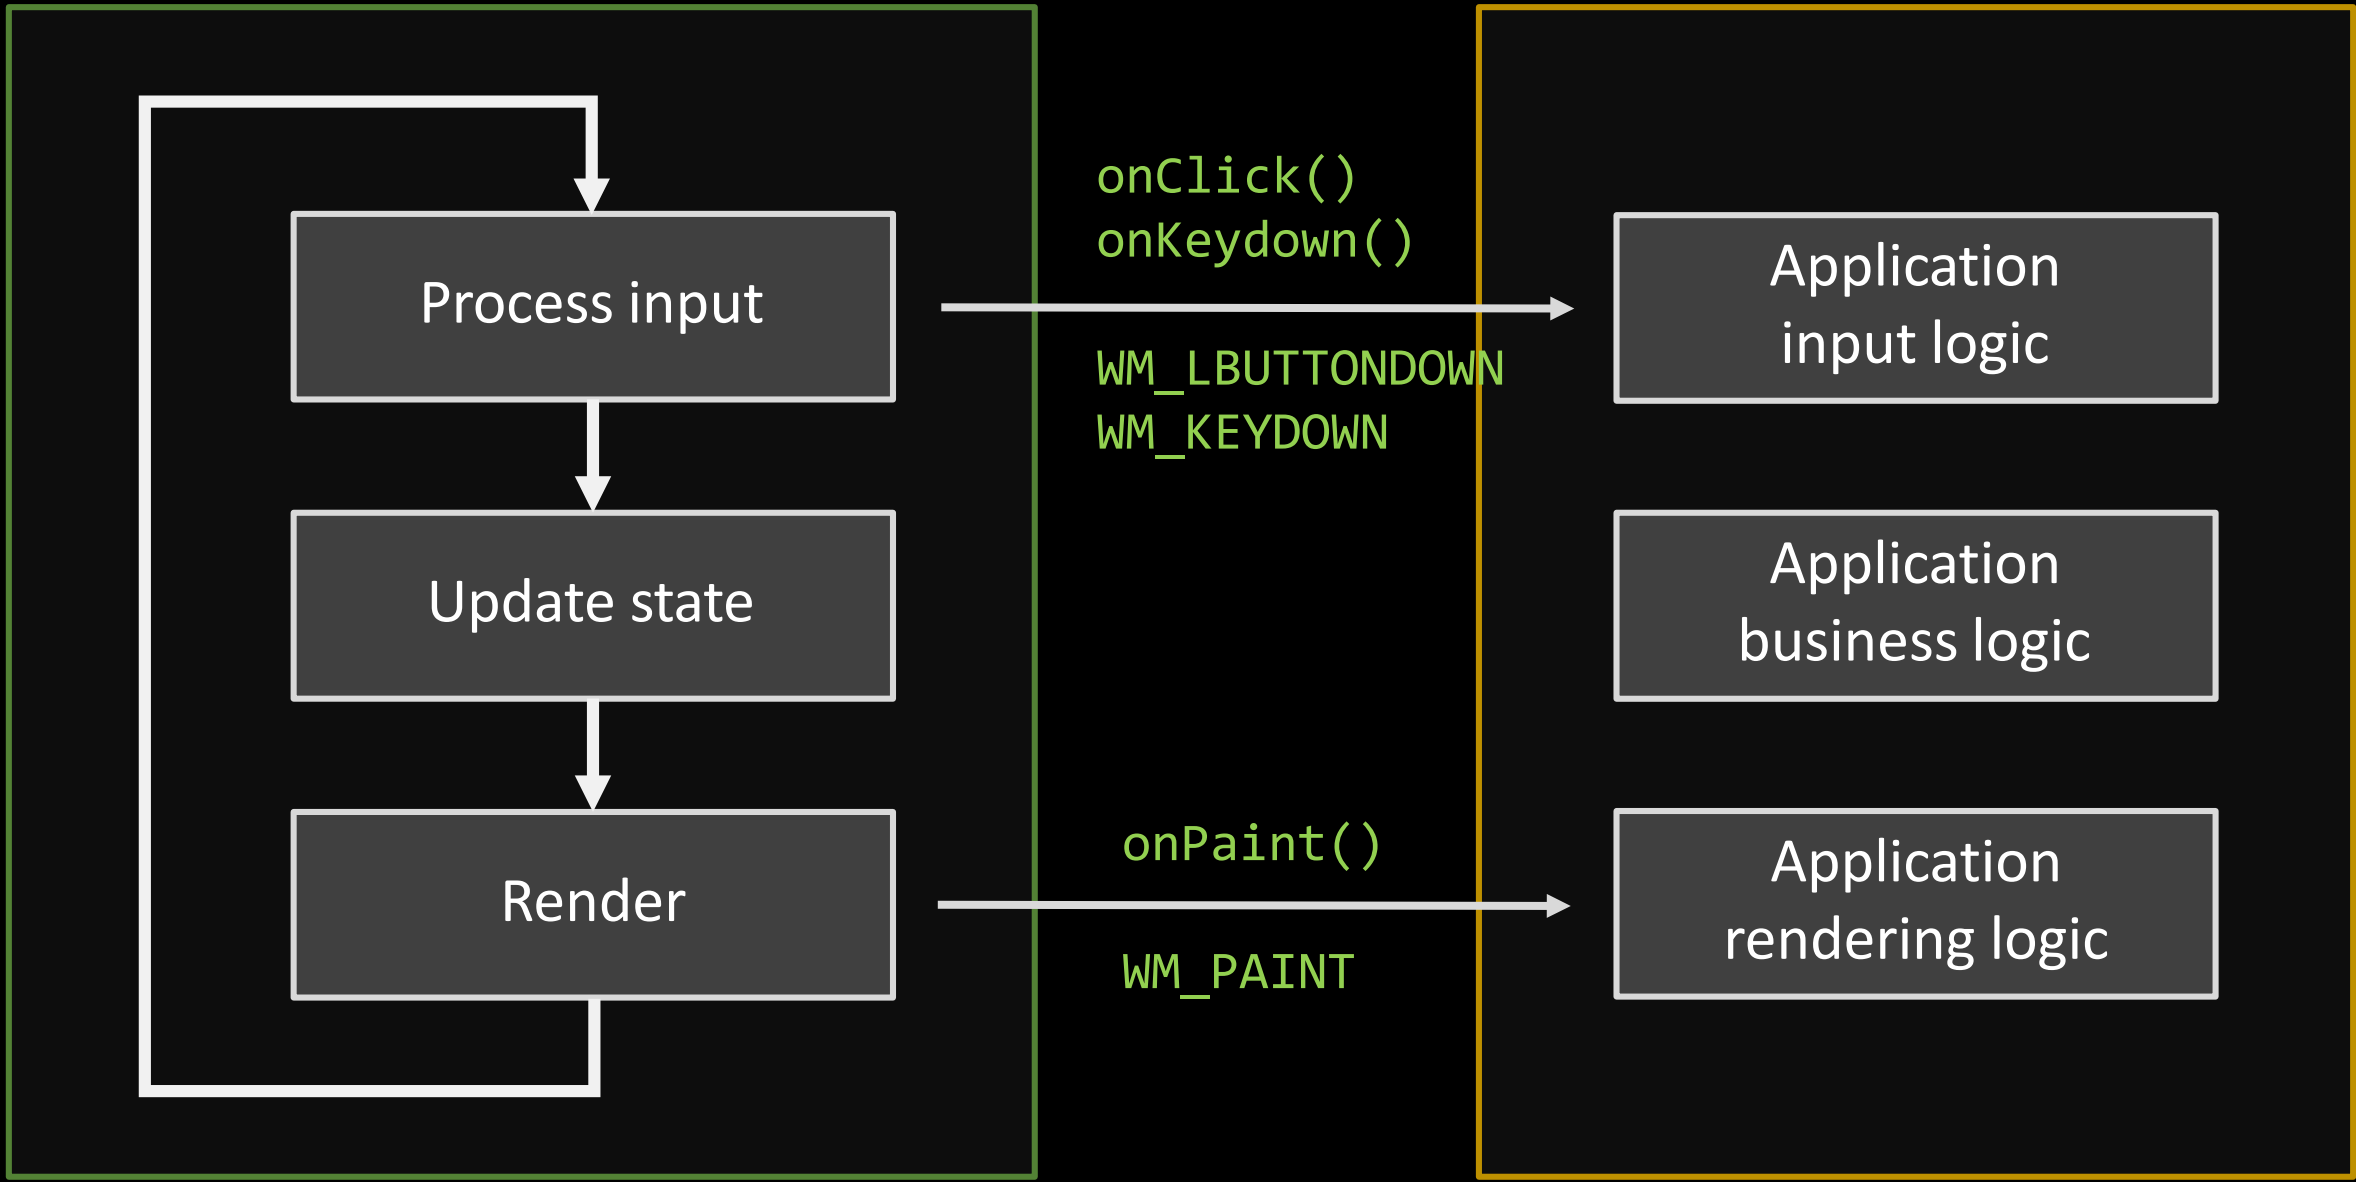 Process input
Update state
Render
onClick()
onKeydown()
WM_LBUTTONDOWN
WM_KEYDOWN
onPaint()
WM_PAINT
Application
input logic
Application
business logic
Application
rendering logic